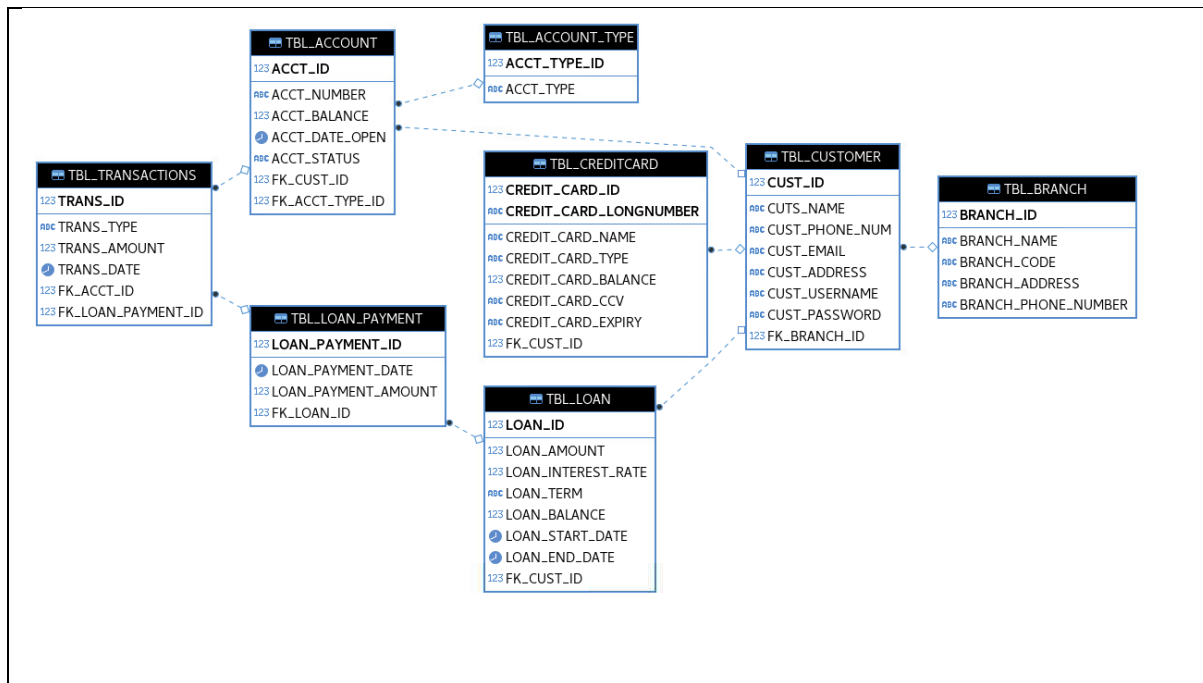 TBL_ACCOUNT
123 ACCT_ID
ABC ACCT_NUMBER
123 ACCT_BALANCE
ACCT_DATE_OPEN
ABC ACCT_STATUS
123 FK_CUST_ID
123 FK_ACCT_TYPE_ID
TBL_ACCOUNT_TYPE
123 ACCT_TYPE_ID
ABC ACCT_TYPE
TBL_TRANSACTIONS
123 TRANS_ID
ABC TRANS_TYPE
123 TRANS_AMOUNT
TRANS_DATE
123 FK_ACCT_ID
123 FK_LOAN_PAYMENT_ID
TBL_CREDITCARD
123 CREDIT_CARD_ID
ABC CREDIT_CARD_LONGNUMBER
ABC CREDIT_CARD_NAME
ABC CREDIT_CARD_TYPE
123 CREDIT_CARD_BALANCE
ABC CREDIT_CARD_CCV
ABC CREDIT_CARD_EXPIRY
123 FK_CUST_ID
TBL_CUSTOMER
123 CUST_ID
ABC CUTS_NAME
ABC CUST_PHONE_NUM
ABC CUST_EMAIL
ABC CUST_ADDRESS
ABC CUST_USERNAME
ABC CUST_PASSWORD
123 FK_BRANCH_ID
TBL_BRANCH
123 BRANCH_ID
ABC BRANCH_NAME
ABC BRANCH_CODE
ABC BRANCH_ADDRESS
ABC BRANCH_PHONE_NUMBER
TBL_LOAN_PAYMENT
123 LOAN_PAYMENT_ID
LOAN_PAYMENT_DATE
123 LOAN_PAYMENT_AMOUNT
123 FK_LOAN_ID
TBL_LOAN
123 LOAN_ID
123 LOAN_AMOUNT
123 LOAN_INTEREST_RATE
ABC LOAN_TERM
123 LOAN_BALANCE
LOAN_START_DATE
LOAN_END_DATE
123 FK_CUST_ID